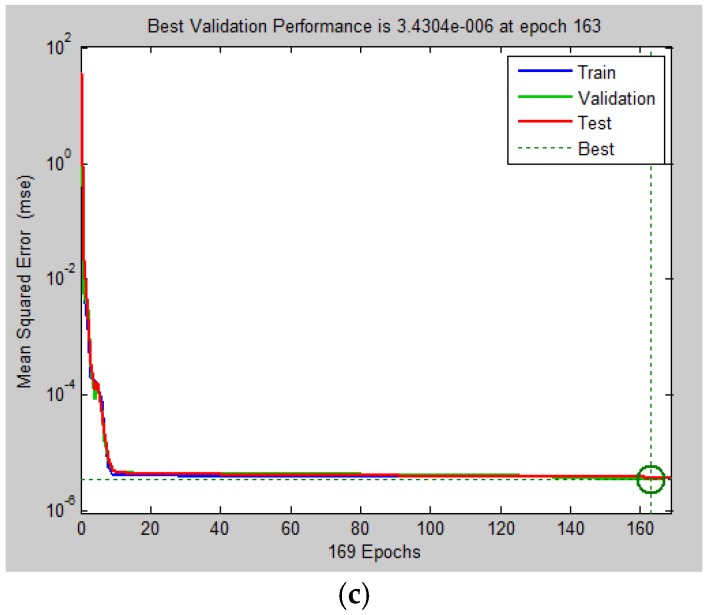 Best Validation Performance is 3.4304e-006 at epoch 163
Mean Squared Error (mse)
10^2
10^0
10^-2
10^-4
10^-6
Train
Validation
Test
Best
0 20 40 60 80 100 120 140 160
169 Epochs
(c)